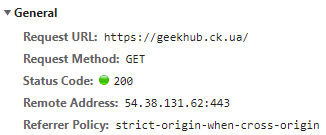 General
Request URL: https://geekhub.ck.ua/
Request Method: GET
Status Code: 200
Remote Address: 54.38.131.62:443
Referrer Policy: strict-origin-when-cross-origin